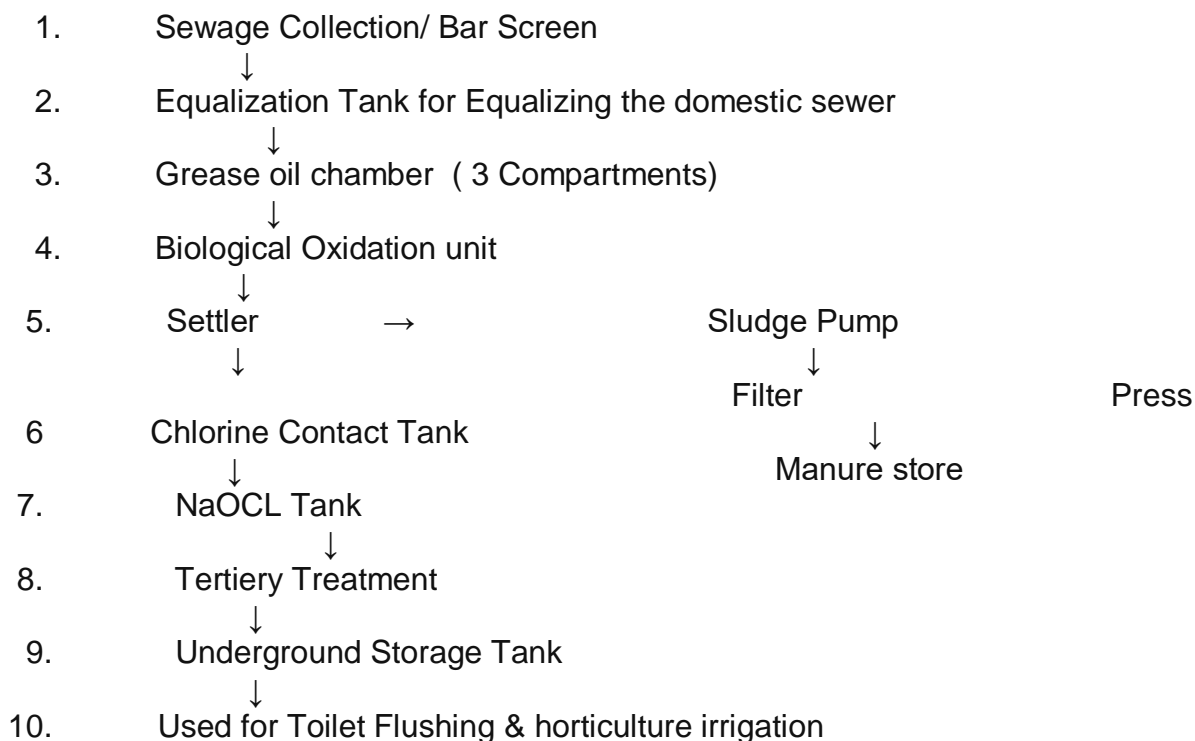 1. Sewage Collection/ Bar Screen
↓
2. Equalization Tank for Equalizing the domestic sewer
↓
3. Grease oil chamber ( 3 Compartments)
↓
4. Biological Oxidation unit
↓
5. Settler → Sludge Pump
↓ ↓
Filter Press
6 Chlorine Contact Tank ↓
↓ Manure store
7. NaOCL Tank
↓
8. Tertiery Treatment
↓
9. Underground Storage Tank
↓
10. Used for Toilet Flushing & horticulture irrigation